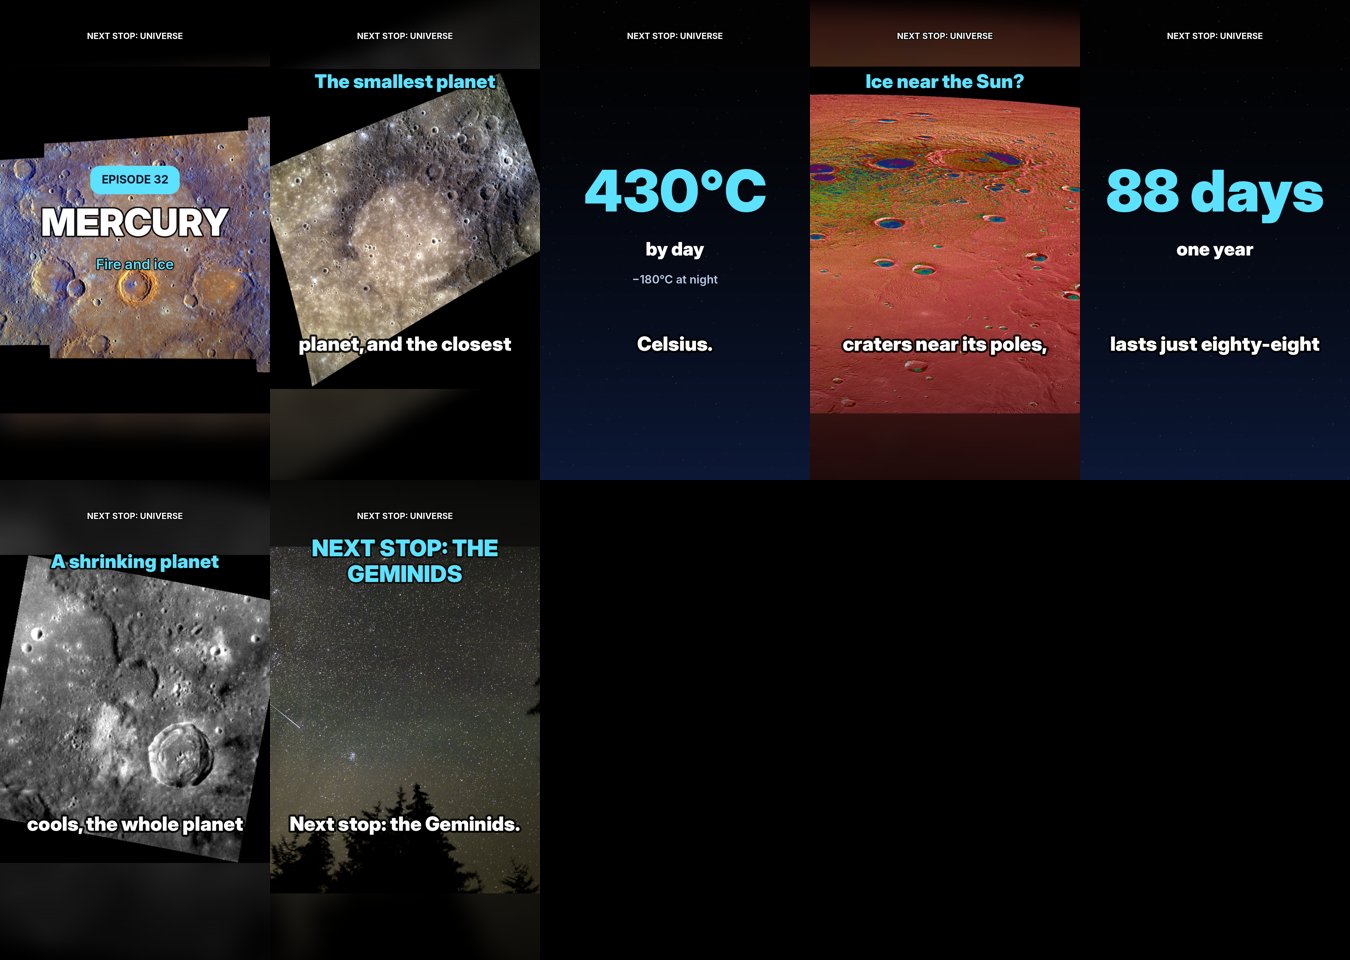 NEXT STOP: UNIVERSE
EPISODE 32
MERCURY
Fire and ice
NEXT STOP: UNIVERSE
The smallest planet
planet, and the closest
NEXT STOP: UNIVERSE
430°C
by day
−180°C at night
Celsius.
NEXT STOP: UNIVERSE
Ice near the Sun?
craters near its poles,
NEXT STOP: UNIVERSE
88 days
one year
lasts just eighty-eight
NEXT STOP: UNIVERSE
A shrinking planet
cools, the whole planet
NEXT STOP: UNIVERSE
NEXT STOP: THE
GEMINIDS
Next stop: the Geminids.